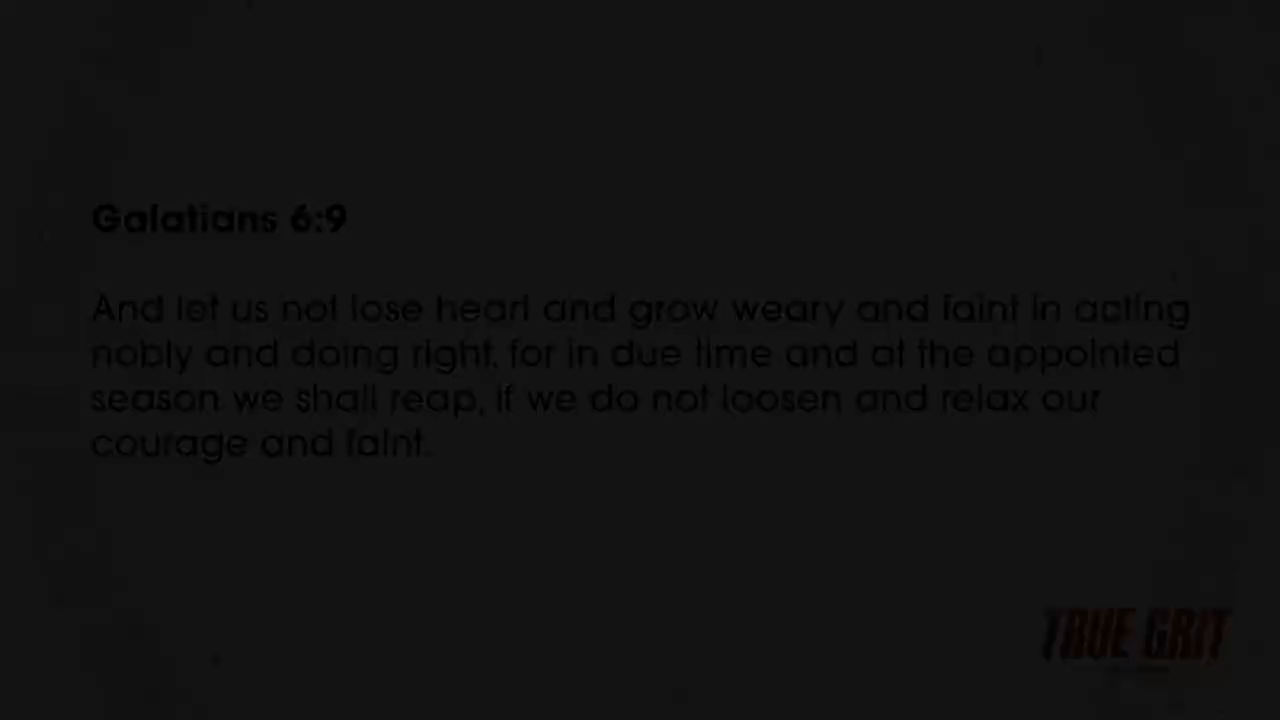 Galatians 6:9
And let us not lose heart and grow weary and faint in acting
nobly and doing right, for in due time and at the appointed
season we shall reap, if we do not loosen and relax our
courage and faint.
TRUE GRIT